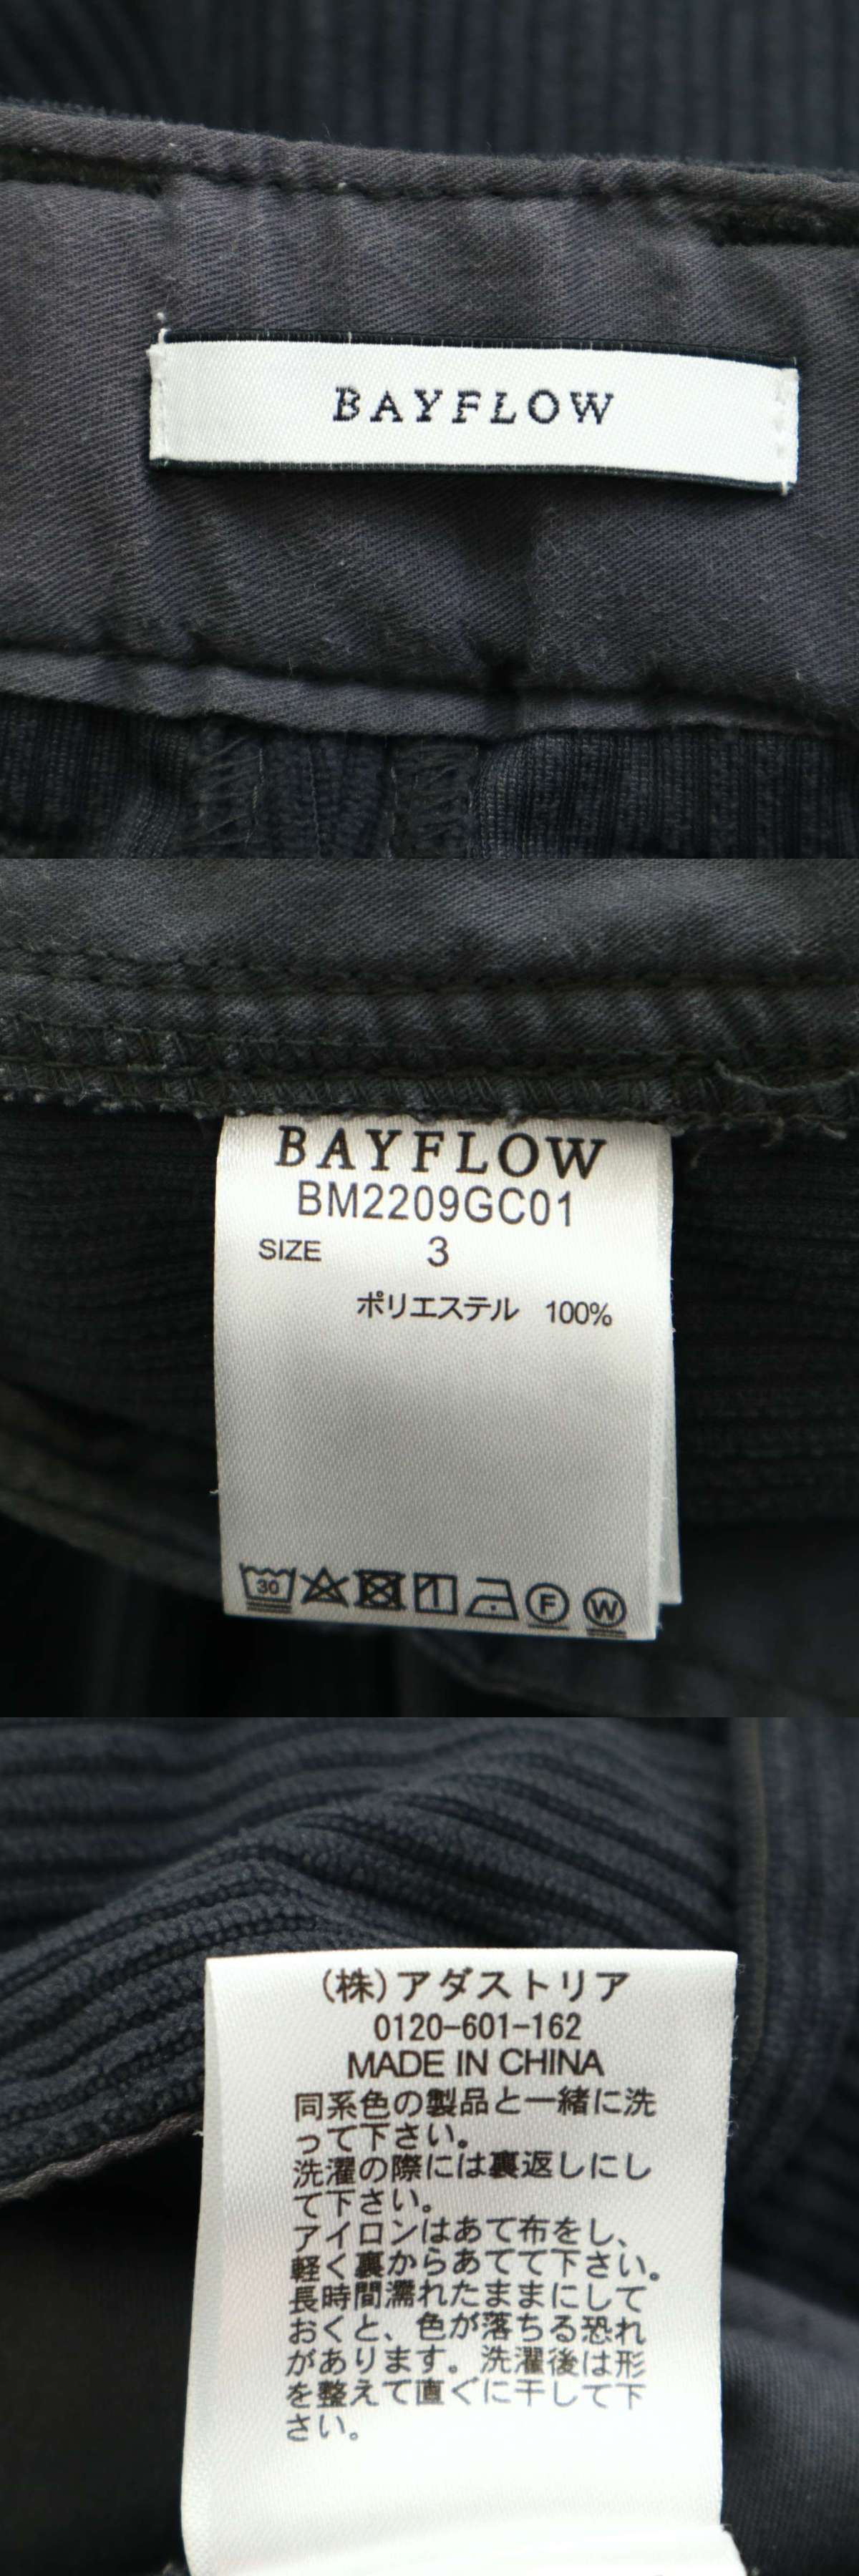 BAYFLOW
BAYFLOW
BM2209GC01
SIZE 3
ポリエステル 100%
30
F
W
(株)アダストリア
0120-601-162
MADE IN CHINA
同系色の製品と一緒に洗
って下さい。
洗濯の際には裏返しにし
て下さい。
アイロンはあて布をし、
軽く裏からあてて下さい。
長時間濡れたままにして
おくと、色が落ちる恐れ
があります。洗濯後は形
を整えて直ぐに干して下
さい。